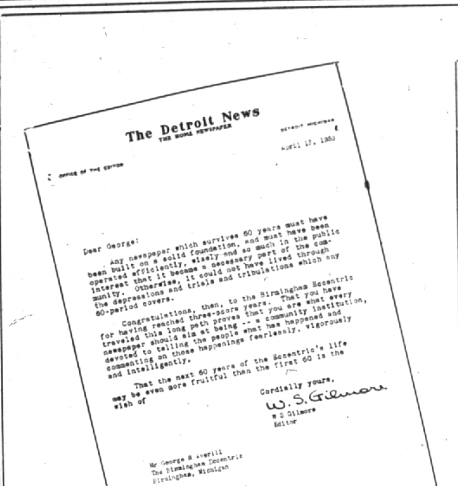 The Detroit News
THE HOME NEWSPAPER
OFFICE OF THE EDITOR
DETROIT MICHIGAN
April 17,
Dear George:
Any newspaper which survives 60 years must have
been built on a solid foundation, and must have been
operated efficiently, wisely and so much in the public
interest that it became a necessary part of the com-
munity. Otherwise, it could not have lived through
the depressions and trials and tribulations which any
60-period covers.
Congratulations, then, to the Birmingham Eccentric
for having reached three-score years. That you have
traveled this long path proves that you are what every
newspaper should aim at being -- a community institution,
devoted to telling the people what has happened and
commenting on those happenings fearlessly, vigorously
and intelligently.
That the next 60 years of the Eccentric's life
may be even more fruitful than the first 60 is the
wish of
Cordially yours,
W. S. Gilmore
W S Gilmore
Editor
Mr George R Averill
The Birmingham Eccentric
Birmingham, Michigan